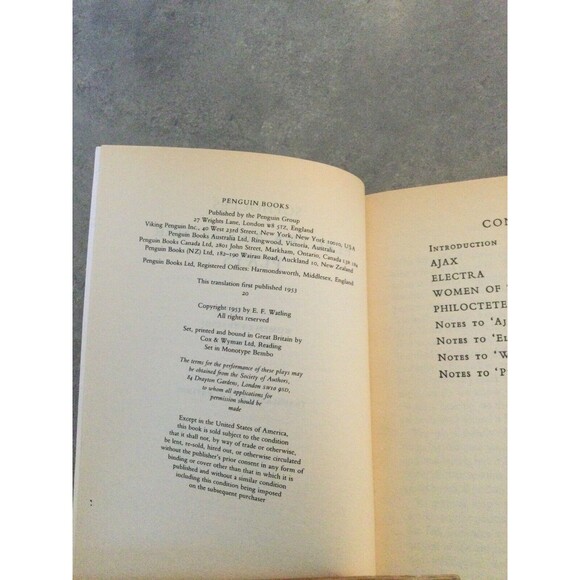 PENGUIN BOOKS
Published by the Penguin Group
27 Wrights Lane, London W8 5TZ, England
Viking Penguin Inc., 40 West 23rd Street, New York, New York 10010, USA
Penguin Books Australia Ltd, Ringwood, Victoria, Australia
Penguin Books Canada Ltd, 2801 John Street, Markham, Ontario, Canada L3R 1B4
Penguin Books (NZ) Ltd, 182-190 Wairau Road, Auckland 10, New Zealand
Penguin Books Ltd, Registered Offices: Harmondsworth, Middlesex, England
This translation first published 1953
20
Copyright 1953 by E. F. Watling
All rights reserved
Set, printed and bound in Great Britain by
Cox & Wyman Ltd, Reading
Set in Monotype Bembo
The terms for the performance of these plays may
be obtained from the Society of Authors,
84 Drayton Gardens, London SW10 9SD,
to whom all applications for
permission should be
made
Except in the United States of America,
this book is sold subject to the condition
that it shall not, by way of trade or otherwise,
be lent, re-sold, hired out, or otherwise circulated
without the publisher's prior consent in any form of
binding or cover other than that in which it is
published and without a similar condition
including this condition being imposed
on the subsequent purchaser
CON
INTRODUCTION
AJAX
ELECTRA
WOMEN OF
PHILOCTETE
NOTES TO 'AJ
NOTES TO 'EL
NOTES TO 'W
NOTES TO 'P